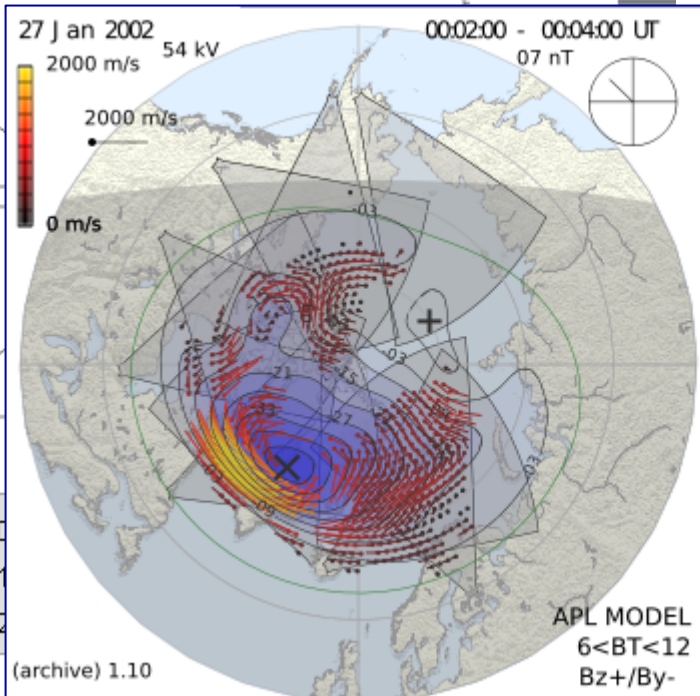 27 Jan 2002
00:02:00 - 00:04:00 UT
54 kV
07 nT
2000 m/s
2000 m/s
0 m/s
-03
-03
-15
-21
-27
-33
-09
-03
APL MODEL
6<BT<12
Bz+/By-
(archive) 1.10